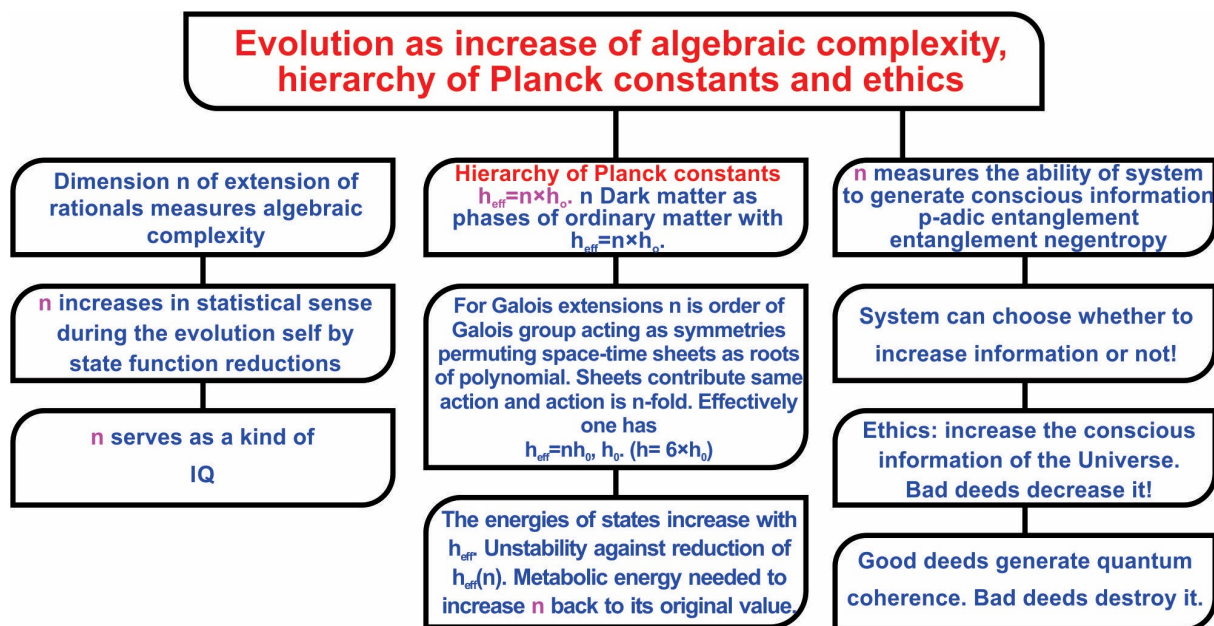 Evolution as increase of algebraic complexity,
hierarchy of Planck constants and ethics
Dimension n of extension of
rationals measures algebraic
complexity
n increases in statistical sense
during the evolution self by
state function reductions
n serves as a kind of
IQ
Hierarchy of Planck constants
h_eff=n×h_o. n Dark matter as
phases of ordinary matter with
h_eff=n×h_o.
For Galois extensions n is order of
Galois group acting as symmetries
permuting space-time sheets as roots
of polynomial. Sheets contribute same
action and action is n-fold. Effectively
one has
h_eff=nh₀, h₀. (h= 6×h₀)
The energies of states increase with
h_eff. Unstability against reduction of
h_eff(n). Metabolic energy needed to
increase n back to its original value.
n measures the ability of system
to generate conscious information
p-adic entanglement
entanglement negentropy
System can choose whether to
increase information or not!
Ethics: increase the conscious
information of the Universe.
Bad deeds decrease it!
Good deeds generate quantum
coherence. Bad deeds destroy it.